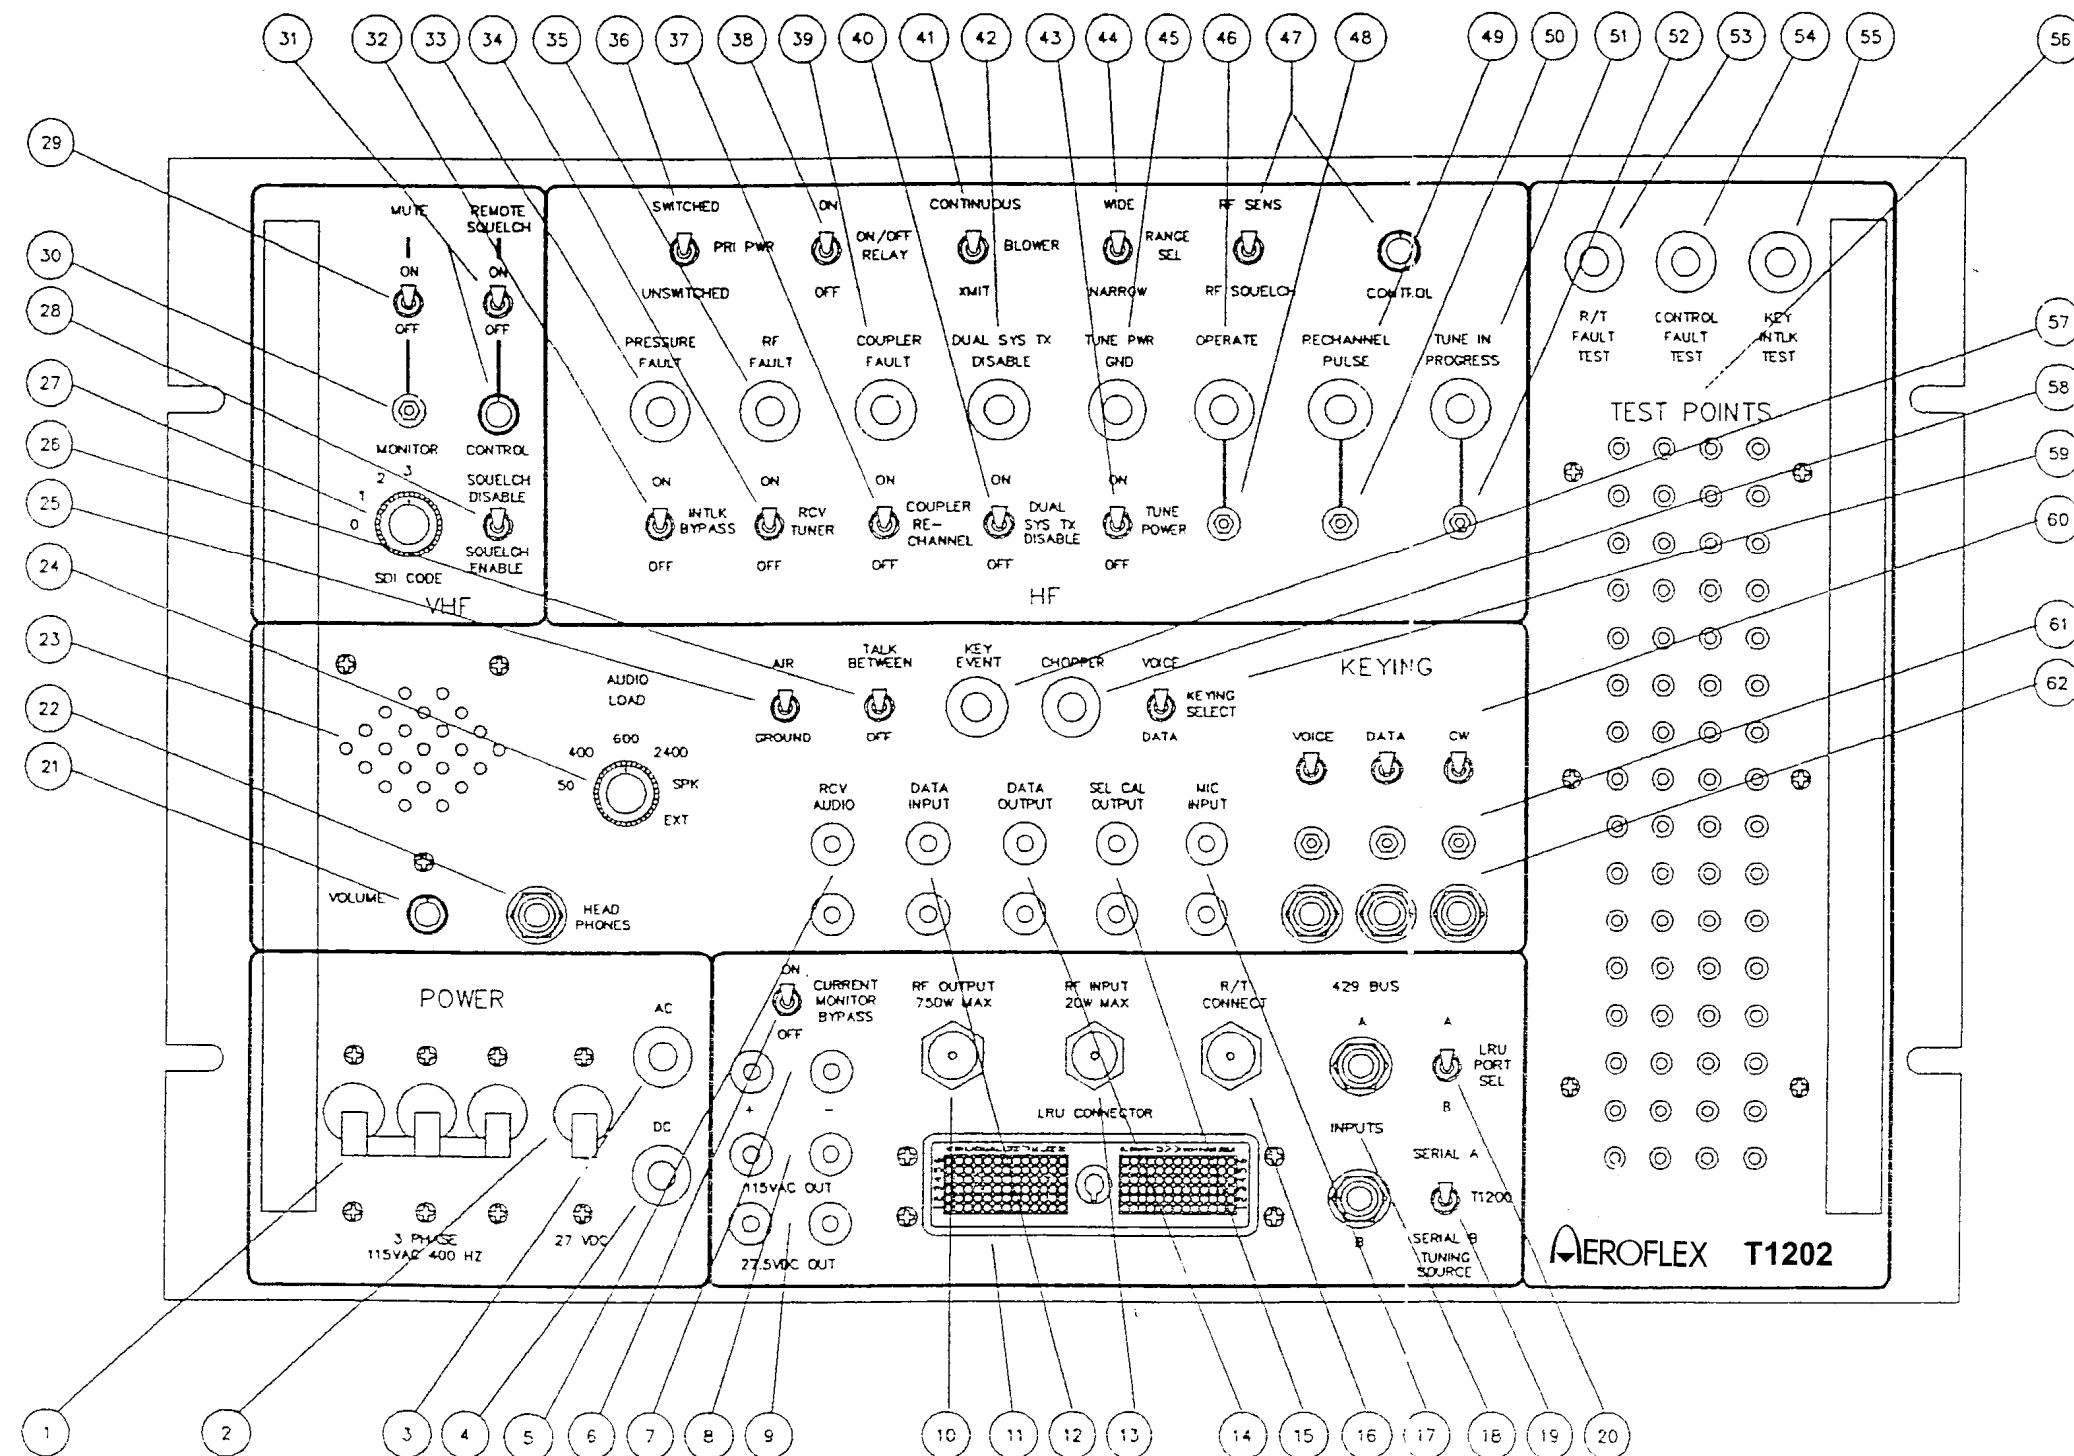 31 32 33 34 35 36 37 38 39 40 41 42 43 44 45 46 47 48 49 50 51 52 53 54 55 56
29
30
28
27
26
25
24
23
22
21
57
58
59
60
61
62
MUTE
REMOTE
SQUELCH
ON
OFF
ON
OFF
MONITOR
CONTROL
0 1 2 3
SDI CODE
SQUELCH
DISABLE
SQUELCH
ENABLE
VHF
SWITCHED
PRI PWR
UNSWITCHED
ON
ON/OFF
RELAY
OFF
CONTINUOUS
BLOWER
XMIT
WIDE
RANGE
SEL
NARROW
RF SENS
RF SQUELCH
CONTROL
PRESSURE
FAULT
RF
FAULT
COUPLER
FAULT
DUAL SYS TX
DISABLE
TUNE PWR
GND
OPERATE
RECHANNEL
PULSE
TUNE IN
PROGRESS
ON
INTLK
BYPASS
OFF
ON
RCV
TUNER
OFF
ON
COUPLER
RE-
CHANNEL
OFF
ON
DUAL
SYS TX
DISABLE
OFF
ON
TUNE
POWER
OFF
HF
R/T
FAULT
TEST
CONTROL
FAULT
TEST
KEY
INTLK
TEST
TEST POINTS
AUDIO
LOAD
50 400 600 2400 SPK EXT
VOLUME
HEAD
PHONES
AIR
GROUND
TALK
BETWEEN
OFF
KEY
EVENT
CHOPPER
VOICE
KEYING
SELECT
DATA
KEYING
VOICE DATA CW
RCV
AUDIO
DATA
INPUT
DATA
OUTPUT
SEL CAL
OUTPUT
MIC
INPUT
POWER
AC
DC
3 PHASE
115VAC 400 HZ
27 VDC
ON
CURRENT
MONITOR
BYPASS
OFF
+ -
115VAC OUT
27.5VDC OUT
RF OUTPUT
750W MAX
RF INPUT
20W MAX
R/T
CONNECT
LRU CONNECTOR
429 BUS
A
INPUTS
B
A
LRU
PORT
SEL
B
SERIAL A
T1200
SERIAL B
TUNING
SOURCE
AEROFLEX T1202
1 2 3 4 5 6 7 8 9 10 11 12 13 14 15 16 17 18 19 20